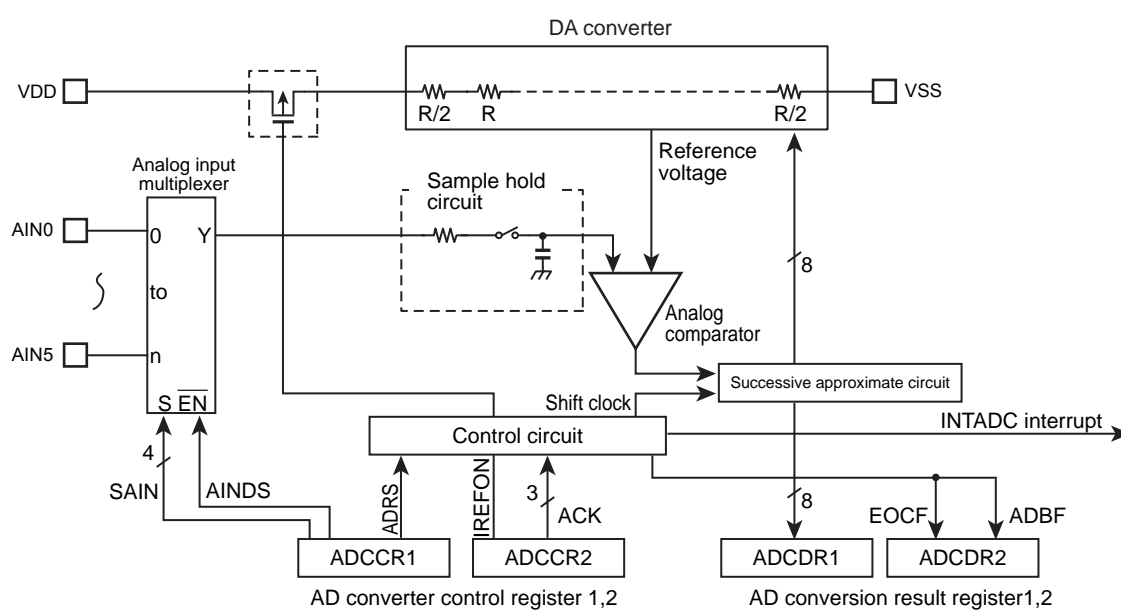 DA converter
VDD
R/2
R
R/2
VSS
Reference
voltage
Analog input
multiplexer
Sample hold
circuit
AIN0
0
Y
to
8
Analog
comparator
AIN5
n
Successive approximate circuit
S EN
Shift clock
INTADC interrupt
Control circuit
4
SAIN
AINDS
ADRS
IREFON
3
ACK
8
EOCF
ADBF
ADCCR1
ADCCR2
ADCDR1
ADCDR2
AD converter control register 1,2
AD conversion result register1,2